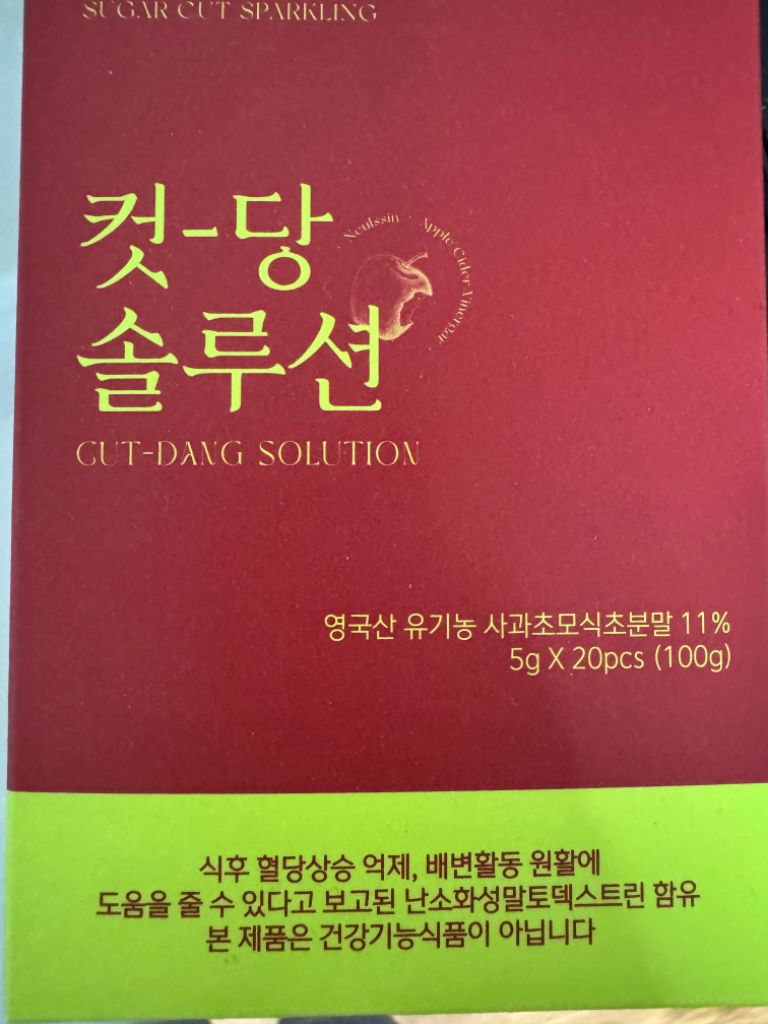 SUGAR CUT SPARKLING
컷-당
솔루션
Neulssin · Apple Cider Vinergar ·
CUT-DANG SOLUTION
영국산 유기농 사과초모식초분말 11%
5g X 20pcs (100g)
식후 혈당상승 억제, 배변활동 원활에
도움을 줄 수 있다고 보고된 난소화성말토덱스트린 함유
본 제품은 건강기능식품이 아닙니다